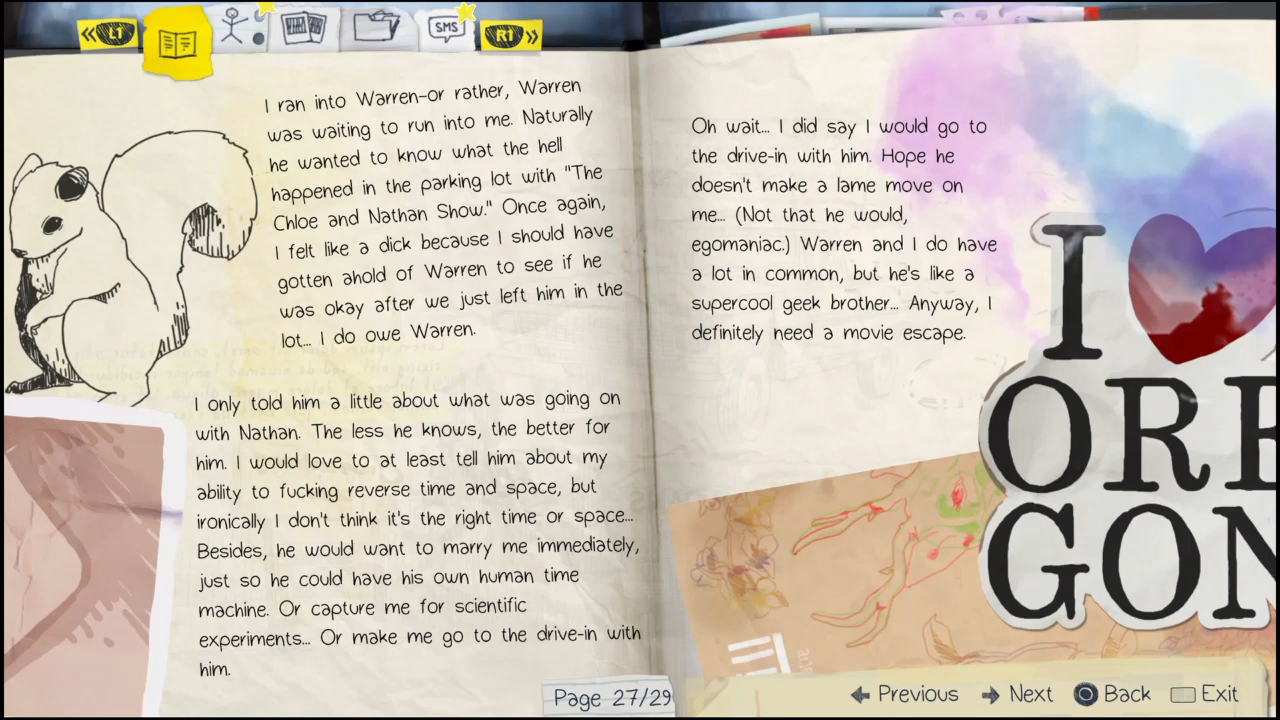 L1
SMS
R1
I ran into Warren-or rather, Warren
was waiting to run into me. Naturally
he wanted to know what the hell
happened in the parking lot with "The
Chloe and Nathan Show." Once again,
I felt like a dick because I should have
gotten ahold of Warren to see if he
was okay after we just left him in the
lot... I do owe Warren.
I only told him a little about what was going on
with Nathan. The less he knows, the better for
him. I would love to at least tell him about my
ability to fucking reverse time and space, but
ironically I don't think it's the right time or space...
Besides, he would want to marry me immediately,
just so he could have his own human time
machine. Or capture me for scientific
experiments... Or make me go to the drive-in with
him.
Page 27/29
Oh wait... I did say I would go to
the drive-in with him. Hope he
doesn't make a lame move on
me... (Not that he would,
egomaniac.) Warren and I do have
a lot in common, but he's like a
supercool geek brother... Anyway, I
definitely need a movie escape.
I
ORE
GON
Previous Next Back Exit